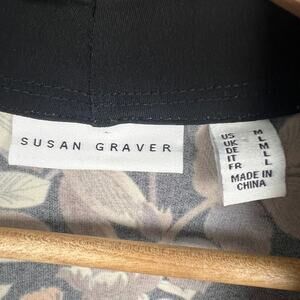 SUSAN GRAVER
US M
UK L
DE L
IT L
FR L
MADE IN
CHINA